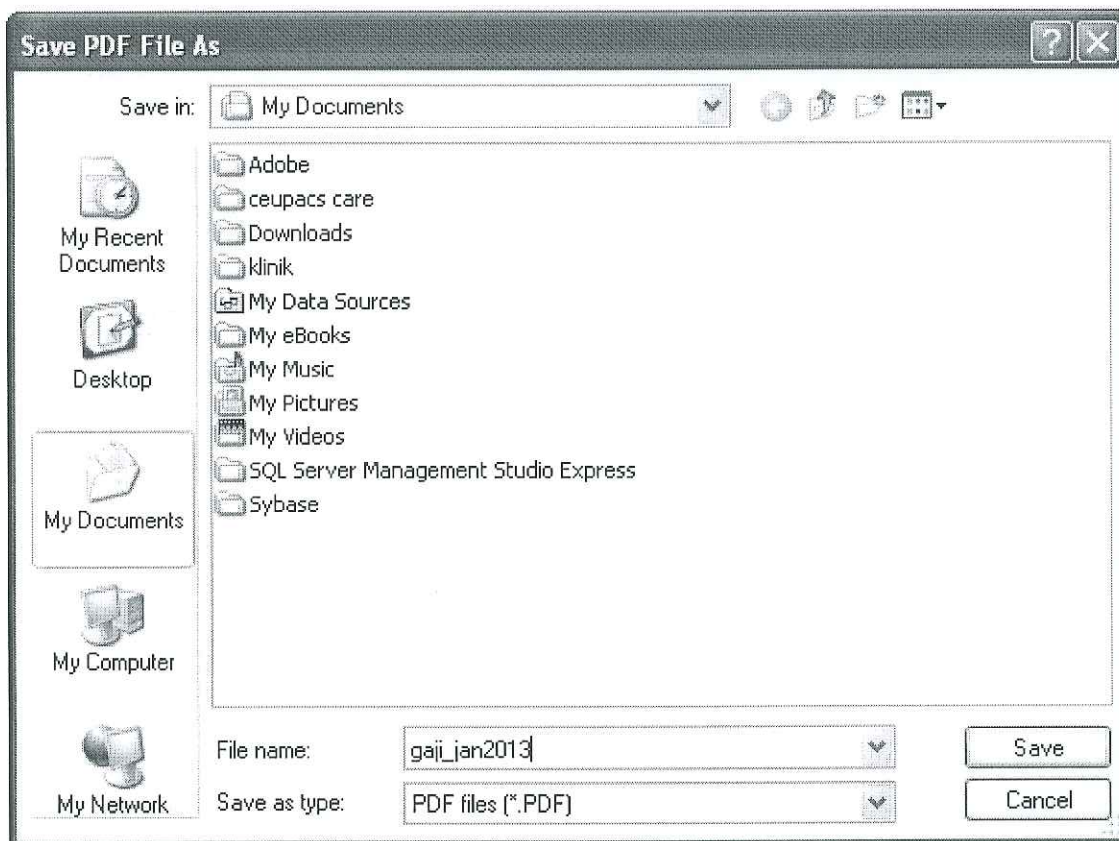 Save PDF File As
Save in: My Documents
My Recent
Documents
Desktop
My Documents
My Computer
My Network
Adobe
ceupacs care
Downloads
klinik
My Data Sources
My eBooks
My Music
My Pictures
My Videos
SQL Server Management Studio Express
Sybase
File name: gaji_jan2013 Save
Save as type: PDF files (*.PDF) Cancel